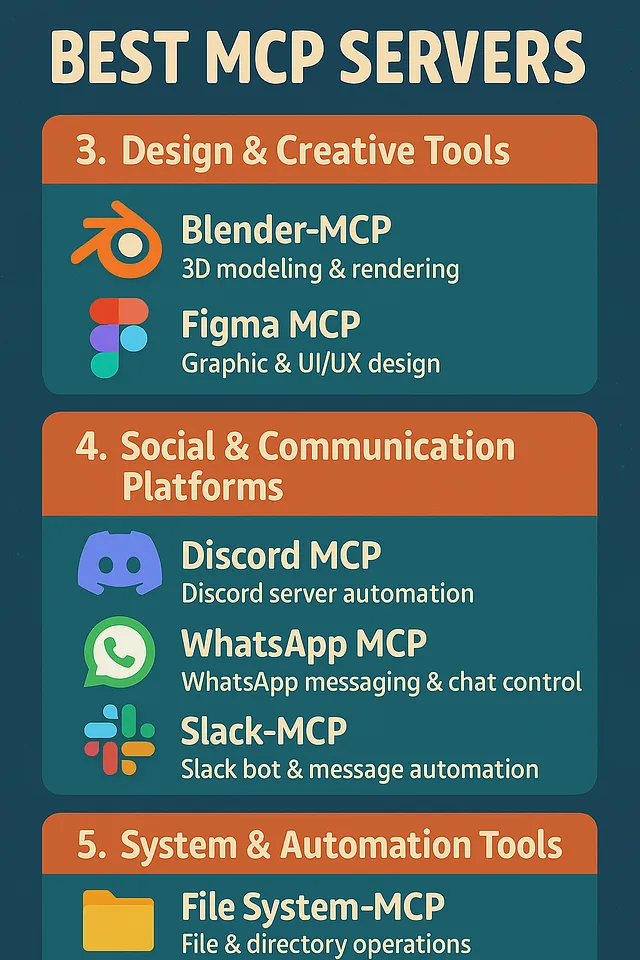 BEST MCP SERVERS
3. Design & Creative Tools
Blender-MCP
3D modeling & rendering
Figma MCP
Graphic & UI/UX design
4. Social & Communication
Platforms
Discord MCP
Discord server automation
WhatsApp MCP
WhatsApp messaging & chat control
Slack-MCP
Slack bot & message automation
5. System & Automation Tools
File System-MCP
File & directory operations